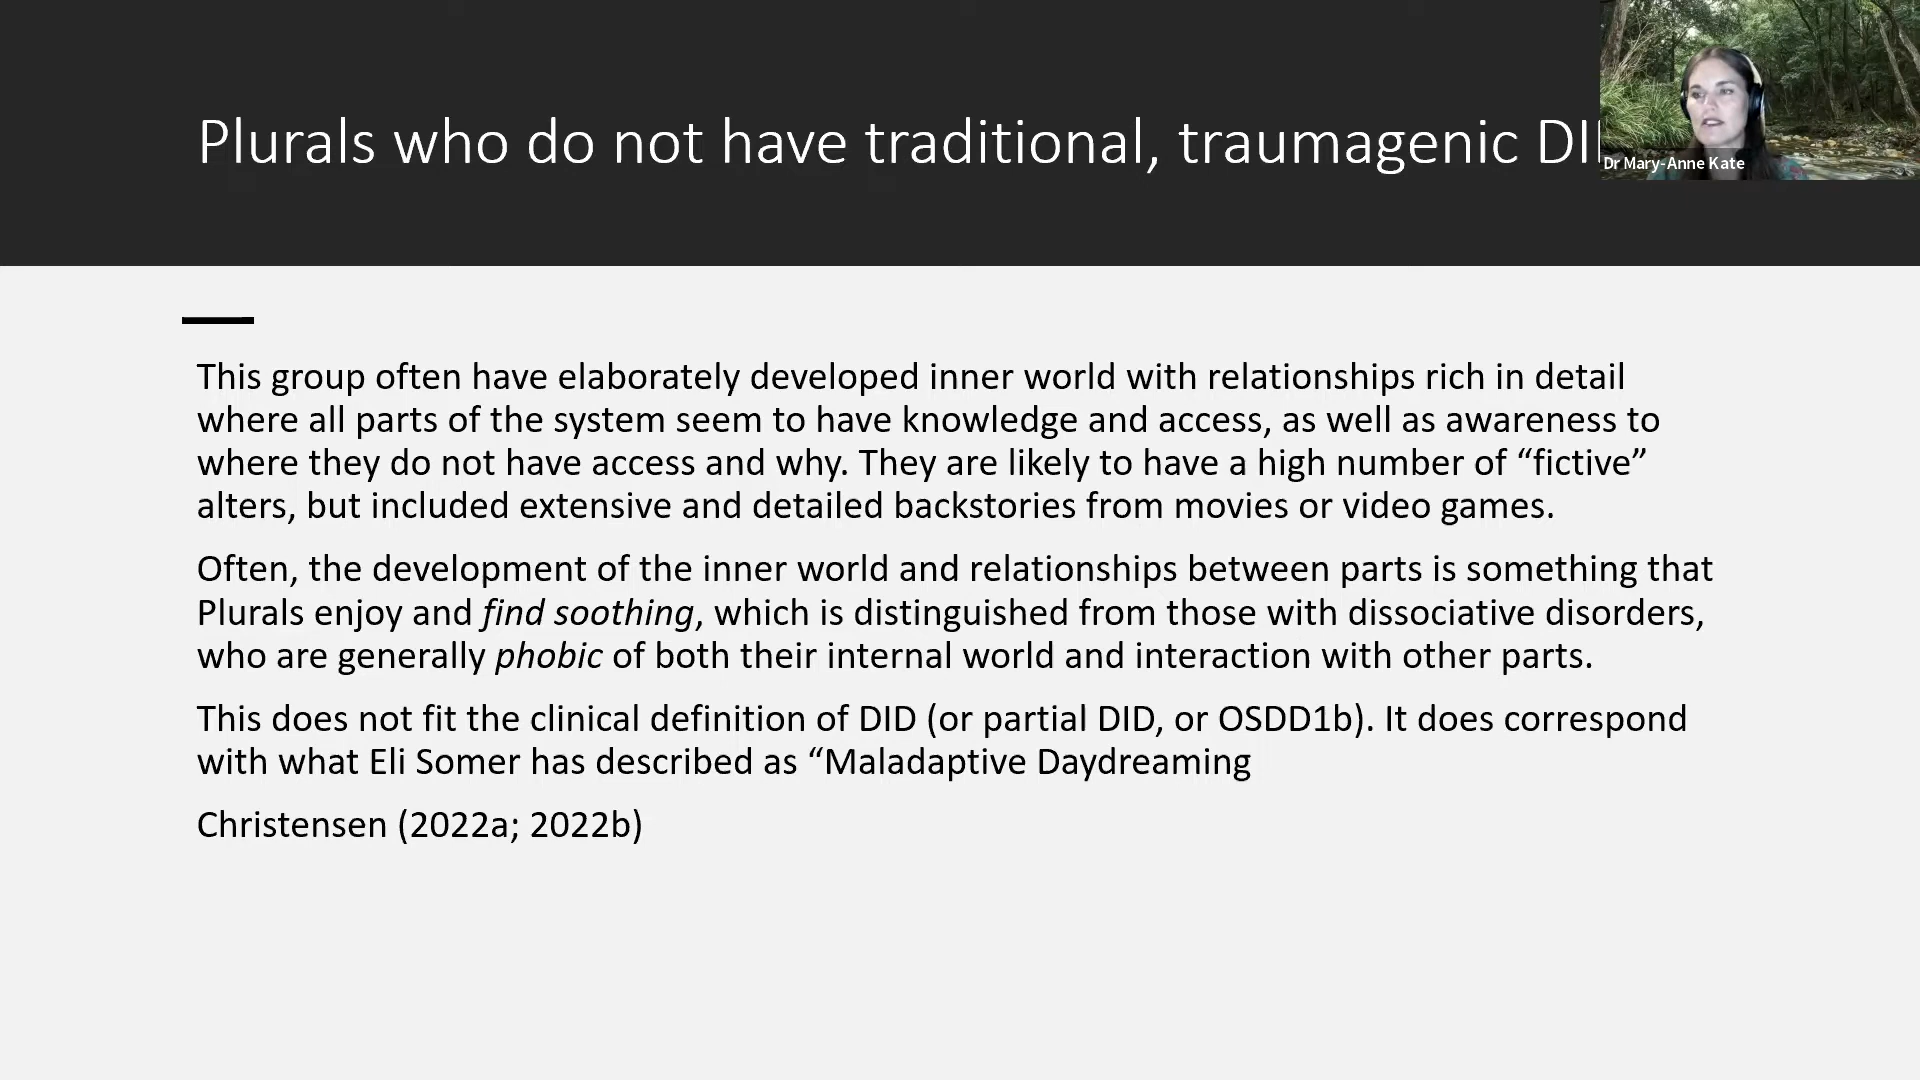 Plurals who do not have traditional, traumagenic
Dr Mary-Anne Kate
This group often have elaborately developed inner world with relationships rich in detail
where all parts of the system seem to have knowledge and access, as well as awareness to
where they do not have access and why. They are likely to have a high number of “fictive”
alters, but included extensive and detailed backstories from movies or video games.
Often, the development of the inner world and relationships between parts is something that
Plurals enjoy and find soothing, which is distinguished from those with dissociative disorders,
who are generally phobic of both their internal world and interaction with other parts.
This does not fit the clinical definition of DID (or partial DID, or OSDD1b). It does correspond
with what Eli Somer has described as “Maladaptive Daydreaming
Christensen (2022a; 2022b)